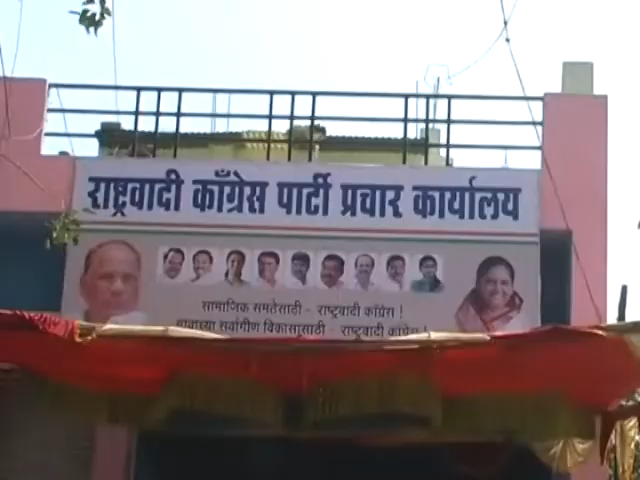 राष्ट्रवादी काँग्रेस पार्टी प्रचार कार्यालय
सामाजिक समतेसाठी - राष्ट्रवादी काँग्रेस !
सर्वांगीण विकासासाठी - राष्ट्रवादी काँग्रेस !